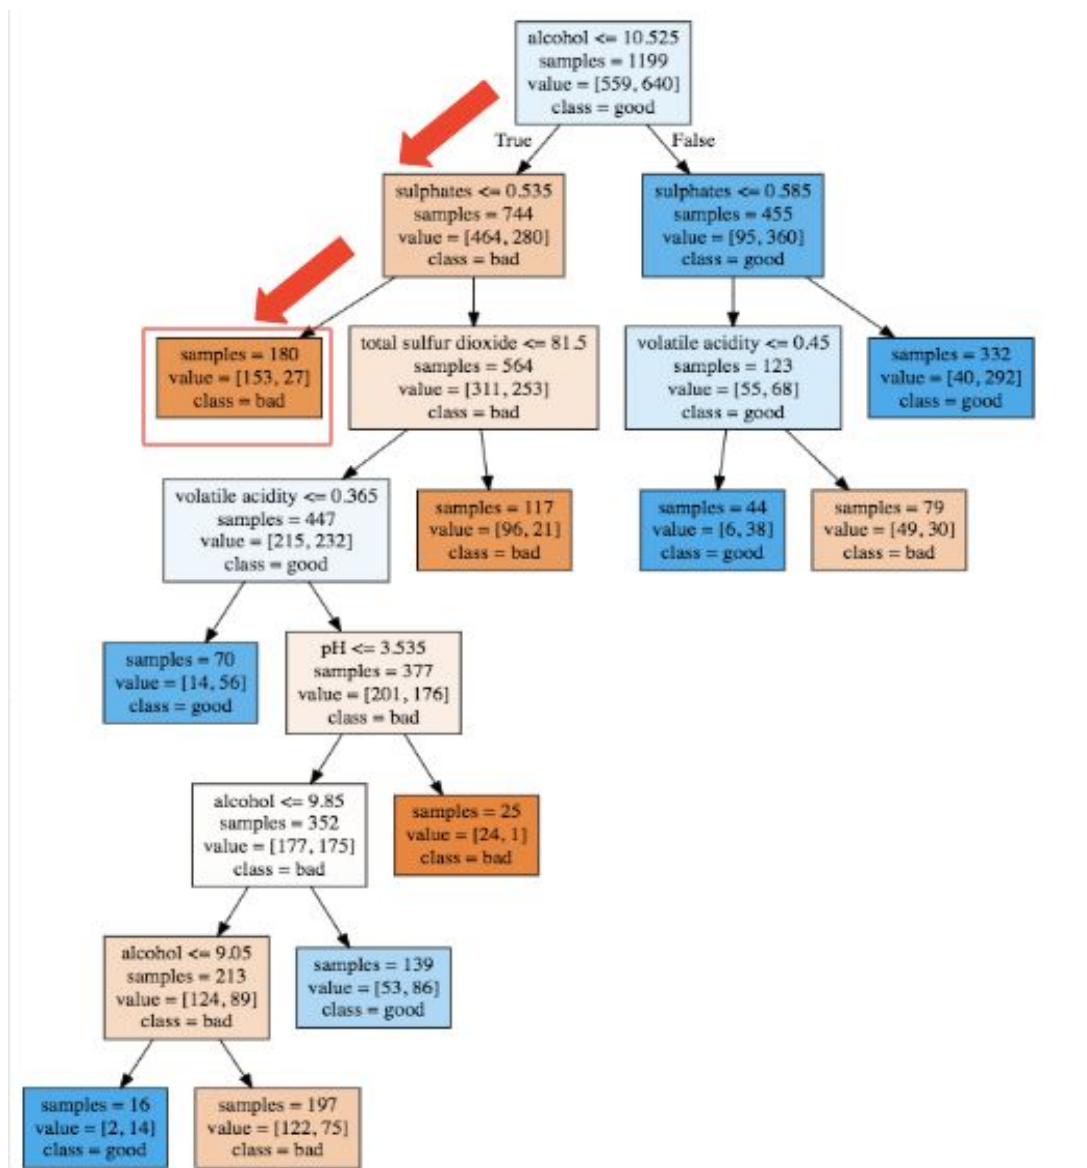 alcohol <= 10.525
samples = 1199
value = [559, 640]
class = good
True
False
sulphates <= 0.535
samples = 744
value = [464, 280]
class = bad
sulphates <= 0.585
samples = 455
value = [95, 360]
class = good
samples = 180
value = [153, 27]
class = bad
total sulfur dioxide <= 81.5
samples = 564
value = [311, 253]
class = bad
volatile acidity <= 0.45
samples = 123
value = [55, 68]
class = good
samples = 332
value = [40, 292]
class = good
volatile acidity <= 0.365
samples = 447
value = [215, 232]
class = good
samples = 117
value = [96, 21]
class = bad
samples = 44
value = [6, 38]
class = good
samples = 79
value = [49, 30]
class = bad
samples = 70
value = [14, 56]
class = good
pH <= 3.535
samples = 377
value = [201, 176]
class = bad
alcohol <= 9.85
samples = 352
value = [177, 175]
class = bad
samples = 25
value = [24, 1]
class = bad
alcohol <= 9.05
samples = 213
value = [124, 89]
class = bad
samples = 139
value = [53, 86]
class = good
samples = 16
value = [2, 14]
class = good
samples = 197
value = [122, 75]
class = bad